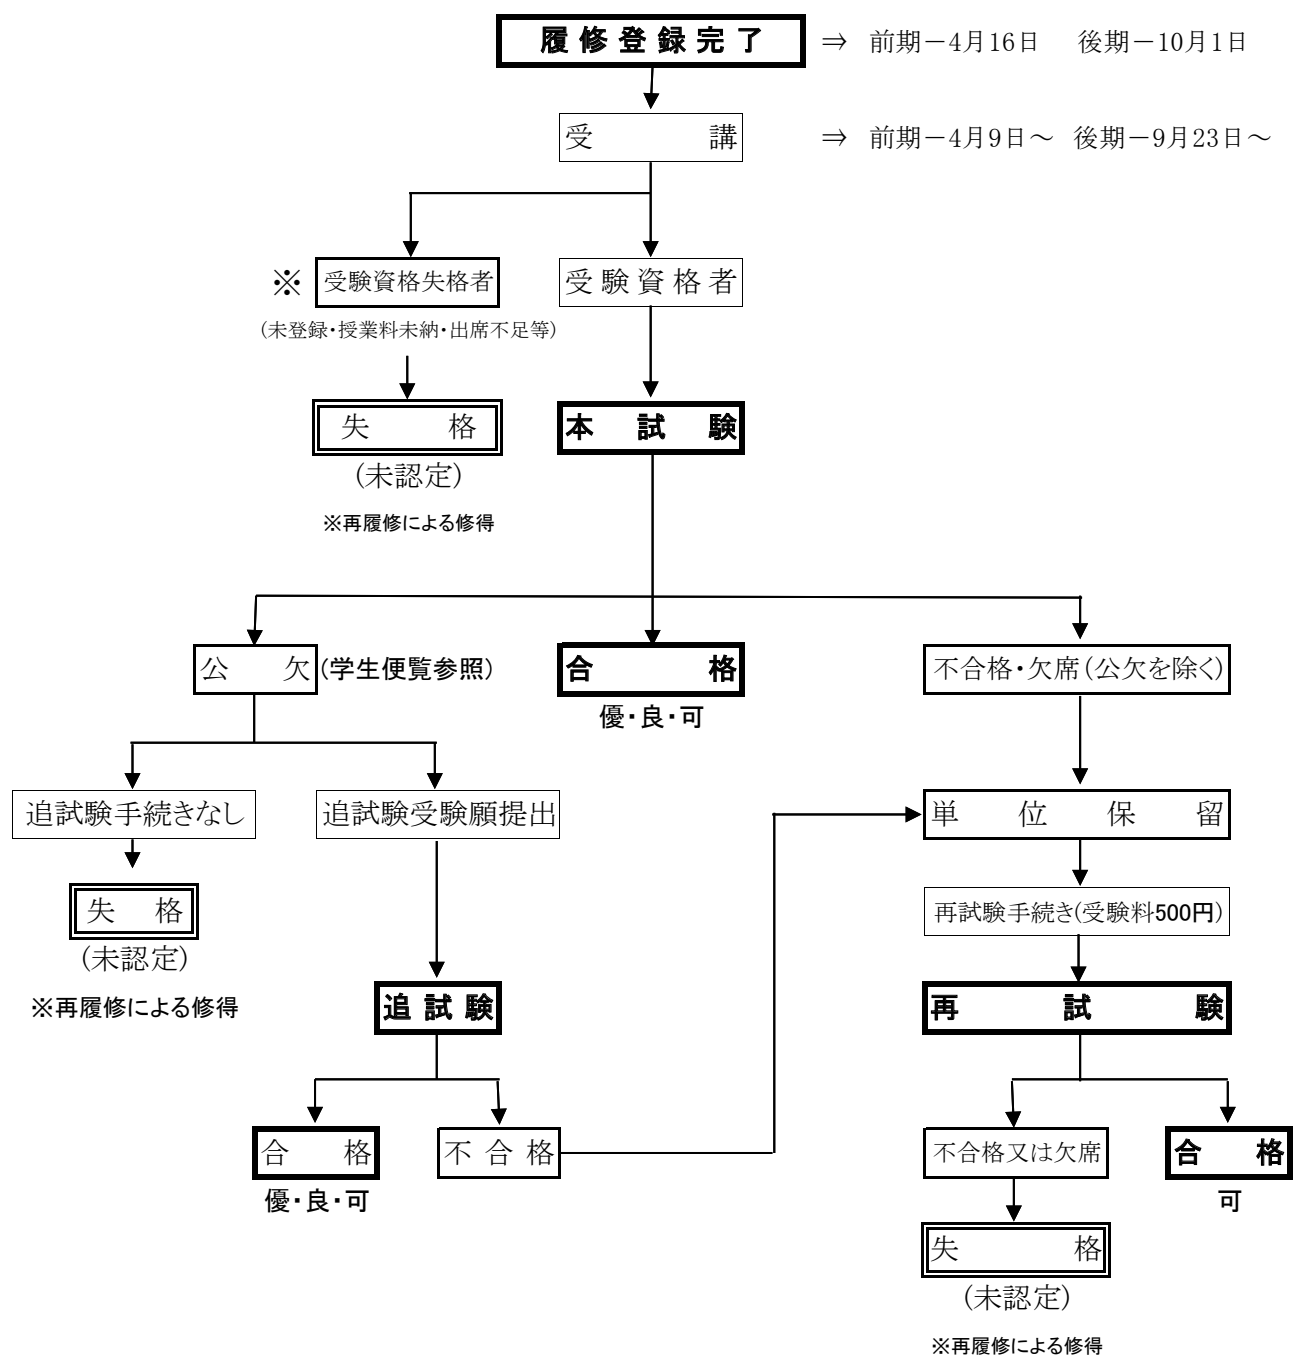 履修登録完了 ⇒ 前期－4月16日 後期－10月1日
受講 ⇒ 前期－4月9日～ 後期－9月23日～
※ 受験資格失格者
受験資格者
(未登録・授業料未納・出席不足等)
失格
本試験
(未認定)
※再履修による修得
公欠(学生便覧参照)
合格
不合格・欠席(公欠を除く)
優・良・可
追試験手続きなし
追試験受験願提出
単位保留
失格
再試験手続き(受験料500円)
(未認定)
※再履修による修得
追試験
再試験
合格
不合格
不合格又は欠席
合格
優・良・可
可
失格
(未認定)
※再履修による修得